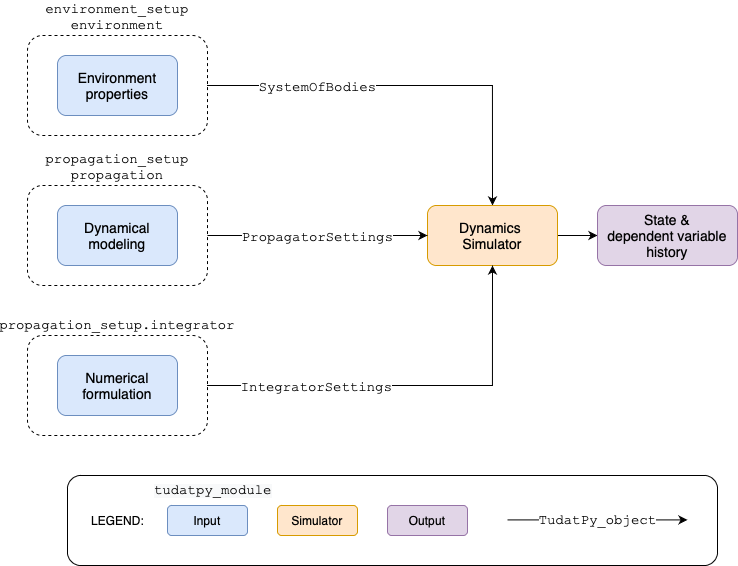 environment_setup
environment
Environment
properties
SystemOfBodies
propagation_setup
propagation
Dynamical
modeling
PropagatorSettings
Dynamics
Simulator
State &
dependent variable
history
propagation_setup.integrator
Numerical
formulation
IntegratorSettings
tudatpy_module
LEGEND:
Input
Simulator
Output
TudatPy_object